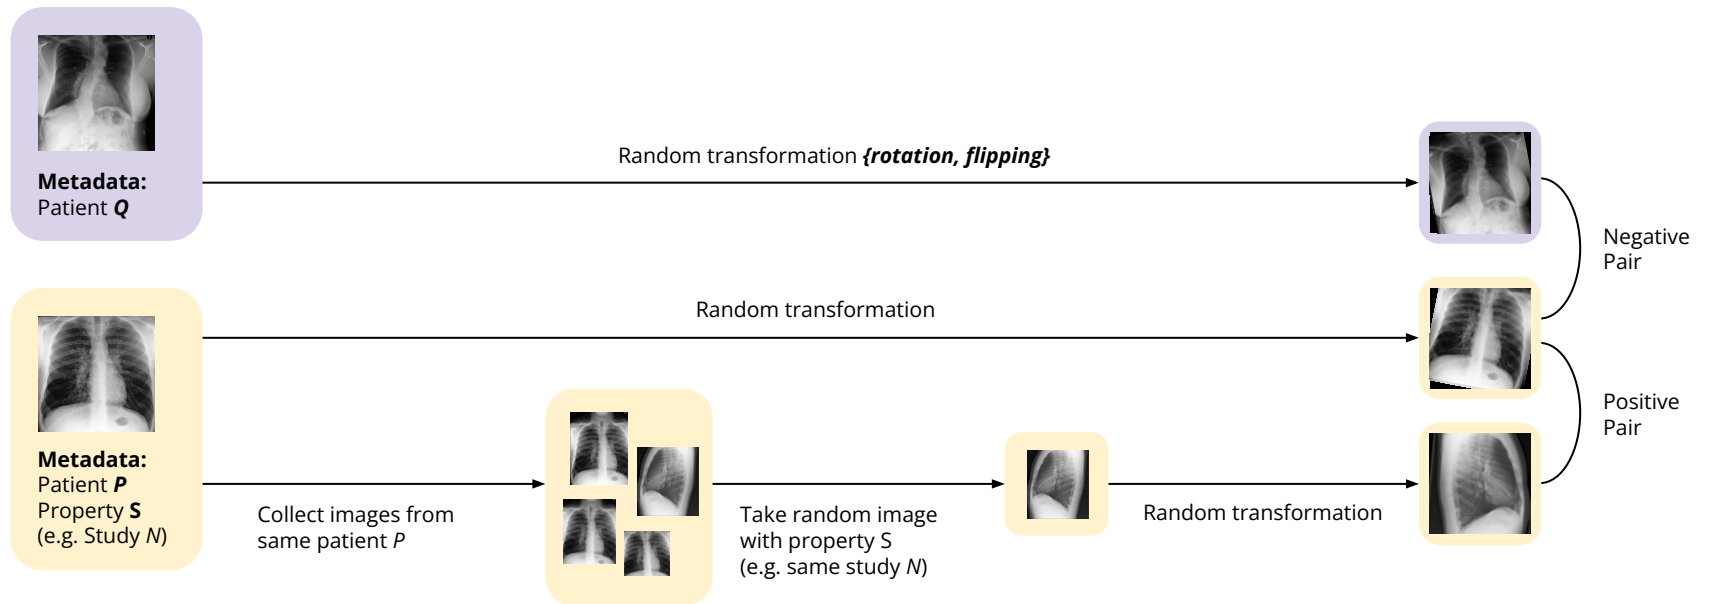 Metadata:
Patient Q
Random transformation {rotation, flipping}
Negative
Pair
Random transformation
Metadata:
Patient P
Property S
(e.g. Study N)
Collect images from
same patient P
Take random image
with property S
(e.g. same study N)
Random transformation
Positive
Pair